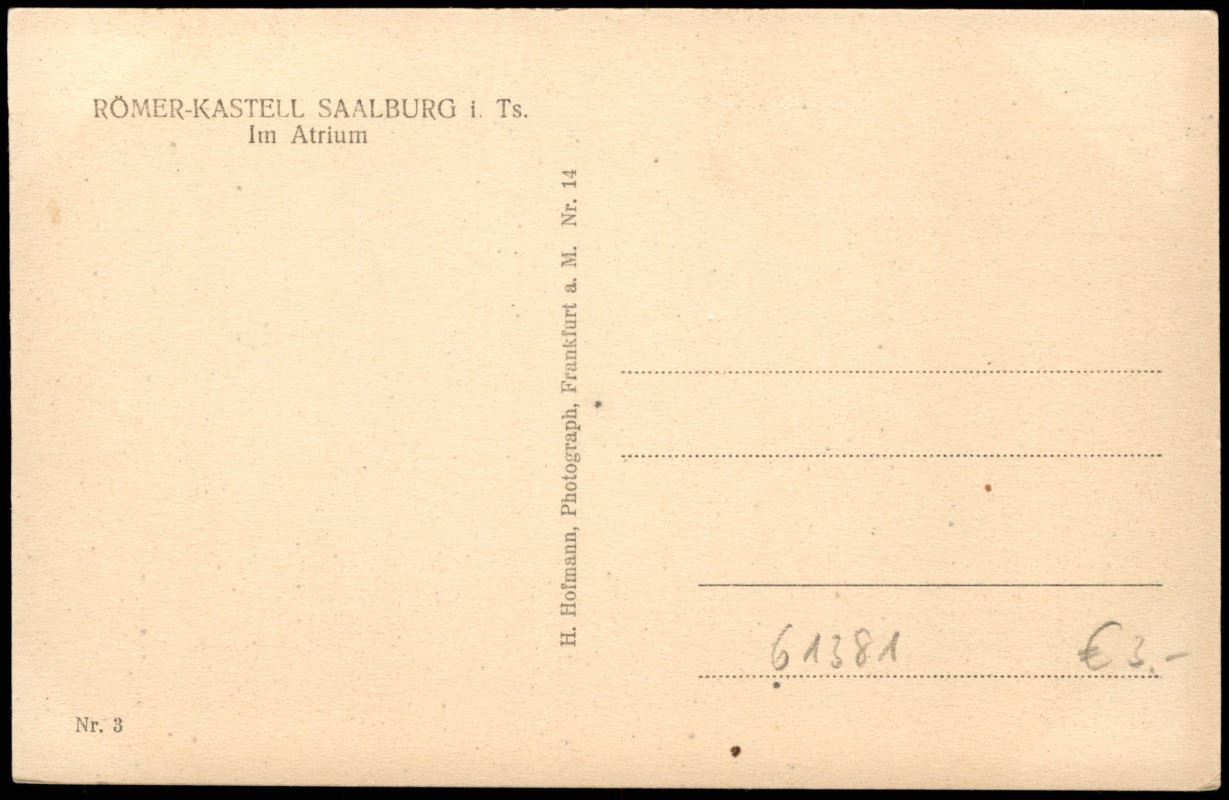 RÖMER-KASTELL SAALBURG i. Ts.
Im Atrium
H. Hofmann, Photograph, Frankfurt a. M. Nr. 14
61381
€ 3.-
Nr. 3